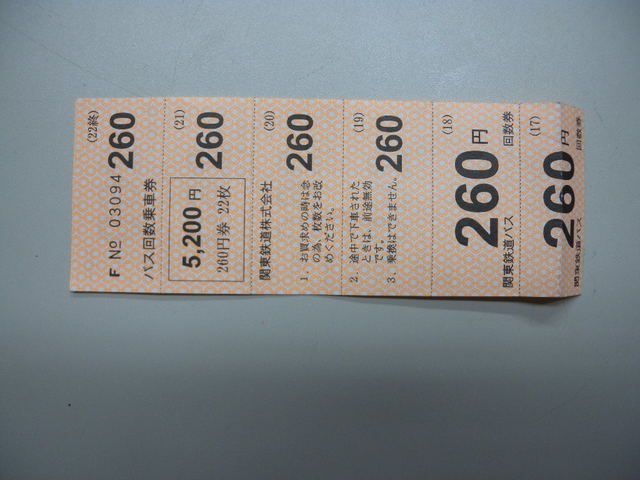 (22終)
260
F No 03094
バス回数乗車券
(21)
260
5,200円
260円券 22枚
(20)
260
関東鉄道株式会社
1、お買求めの時は念
の為、枚数をお改
めください。
(19)
260
2、途中で下車された
ときは、前途無効
です。
3、乗換はできません。
(18)
260円
回数券
関東鉄道バス
(17)
260円
回数券
関東鉄道バス